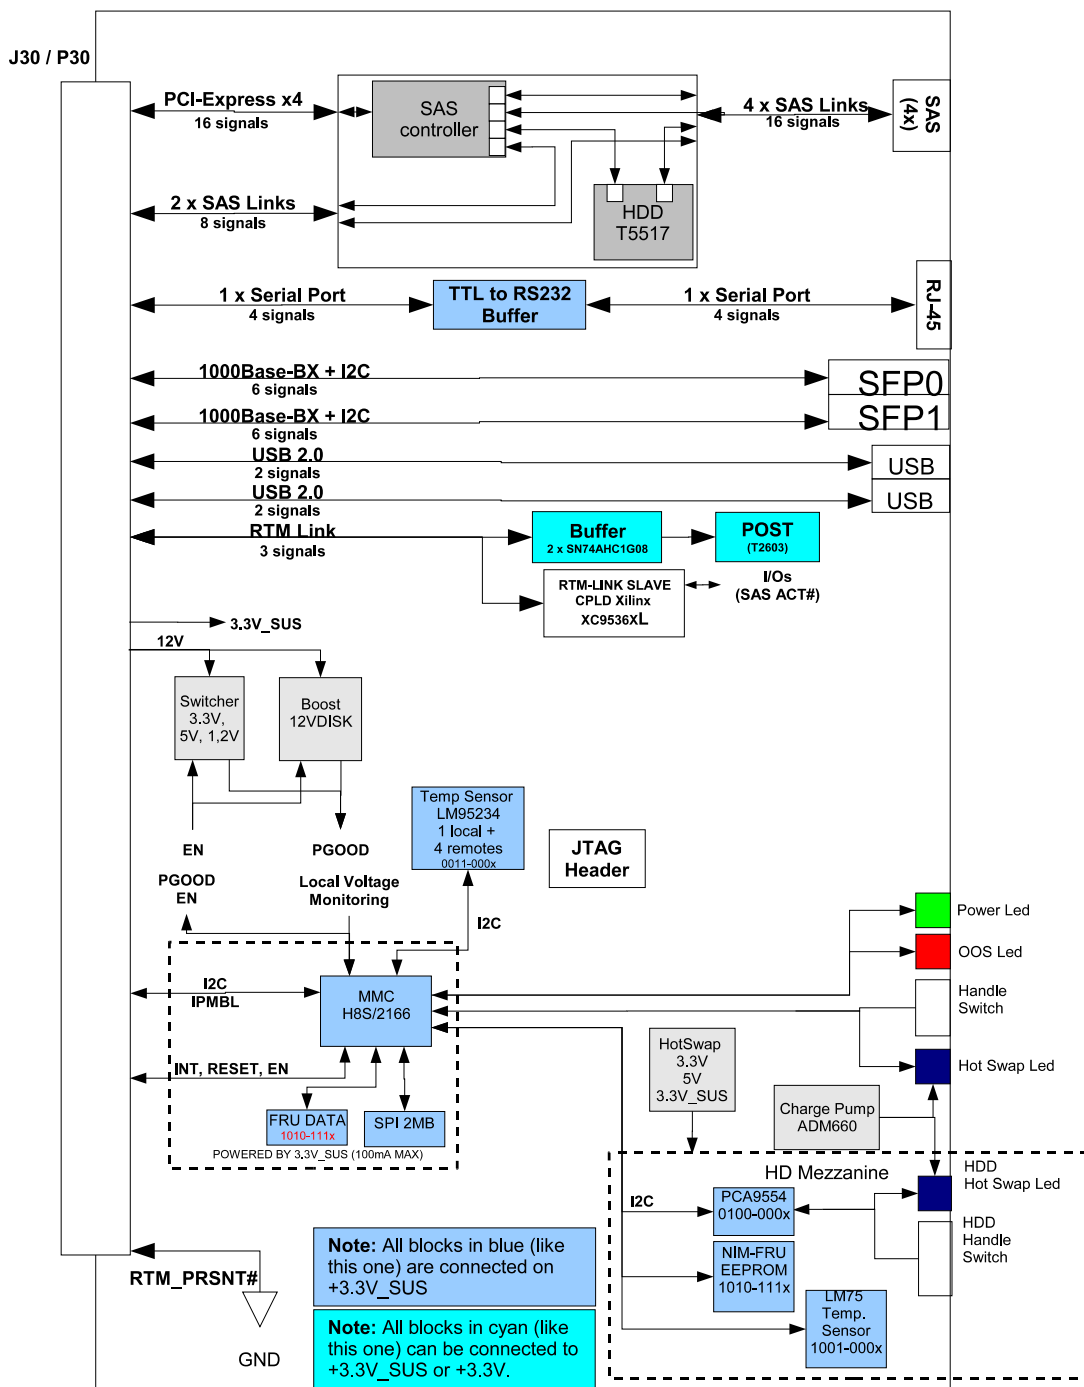 J30 / P30
PCI-Express x4
16 signals
SAS
controller
4 x SAS Links
16 signals
SAS
(4x)
2 x SAS Links
8 signals
HDD
T5517
1 x Serial Port
4 signals
TTL to RS232
Buffer
1 x Serial Port
4 signals
RJ-45
1000Base-BX + I2C
6 signals
SFP0
1000Base-BX + I2C
6 signals
SFP1
USB 2.0
2 signals
USB
USB 2.0
2 signals
USB
RTM Link
3 signals
Buffer
2 x SN74AHC1G08
POST
(T2603)
RTM-LINK SLAVE
CPLD Xilinx
XC9536XL
I/Os
(SAS ACT#)
3.3V_SUS
12V
Switcher
3.3V,
5V, 1,2V
Boost
12VDISK
Temp Sensor
LM95234
1 local +
4 remotes
0011-000x
JTAG
Header
EN
PGOOD
PGOOD
EN
Local Voltage
Monitoring
I2C
Power Led
OOS Led
I2C
IPMBL
MMC
H8S/2166
Handle
Switch
HotSwap
3.3V
5V
3.3V_SUS
Hot Swap Led
INT, RESET, EN
Charge Pump
ADM660
FRU DATA
1010-111x
SPI 2MB
POWERED BY 3.3V_SUS (100mA MAX)
HD Mezzanine
HDD
Hot Swap Led
I2C
PCA9554
0100-000x
HDD
Handle
Switch
NIM-FRU
EEPROM
1010-111x
LM75
Temp.
Sensor
1001-000x
RTM_PRSNT#
GND
Note: All blocks in blue (like
this one) are connected on
+3.3V_SUS
Note: All blocks in cyan (like
this one) can be connected to
+3.3V_SUS or +3.3V.